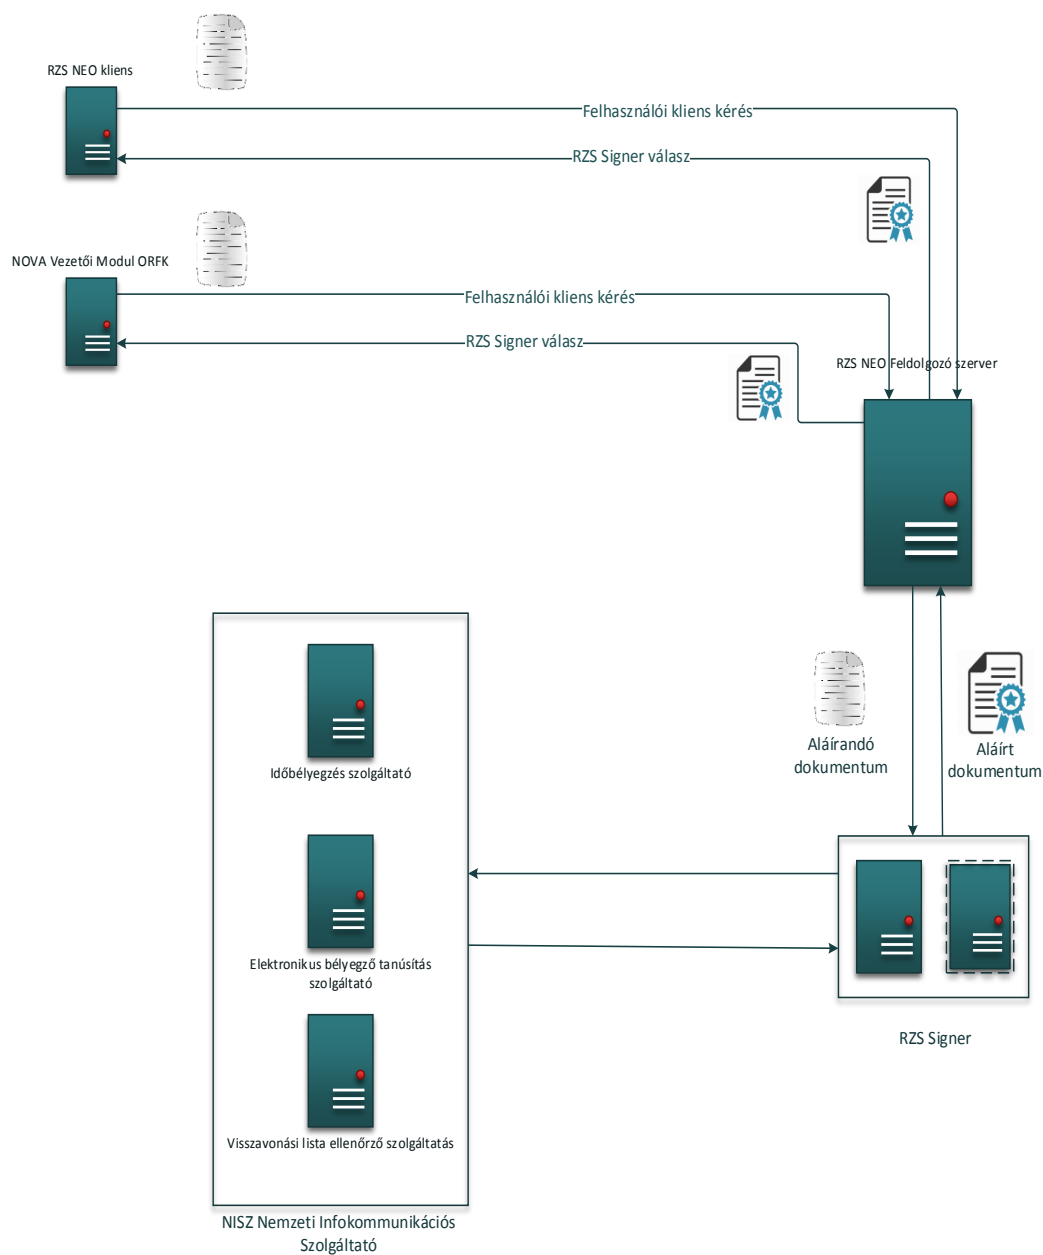 RZS NEO kliens
Felhasználói kliens kérés
RZS Signer válasz
NOVA Vezetői Modul ORFK
Felhasználói kliens kérés
RZS Signer válasz
RZS NEO Feldolgozó szerver
Aláírandó
dokumentum
Aláírt
dokumentum
Időbélyegzés szolgáltató
Elektronikus bélyegző tanúsítás
szolgáltató
RZS Signer
Visszavonási lista ellenőrző szolgáltatás
NISZ Nemzeti Infokommunikációs
Szolgáltató